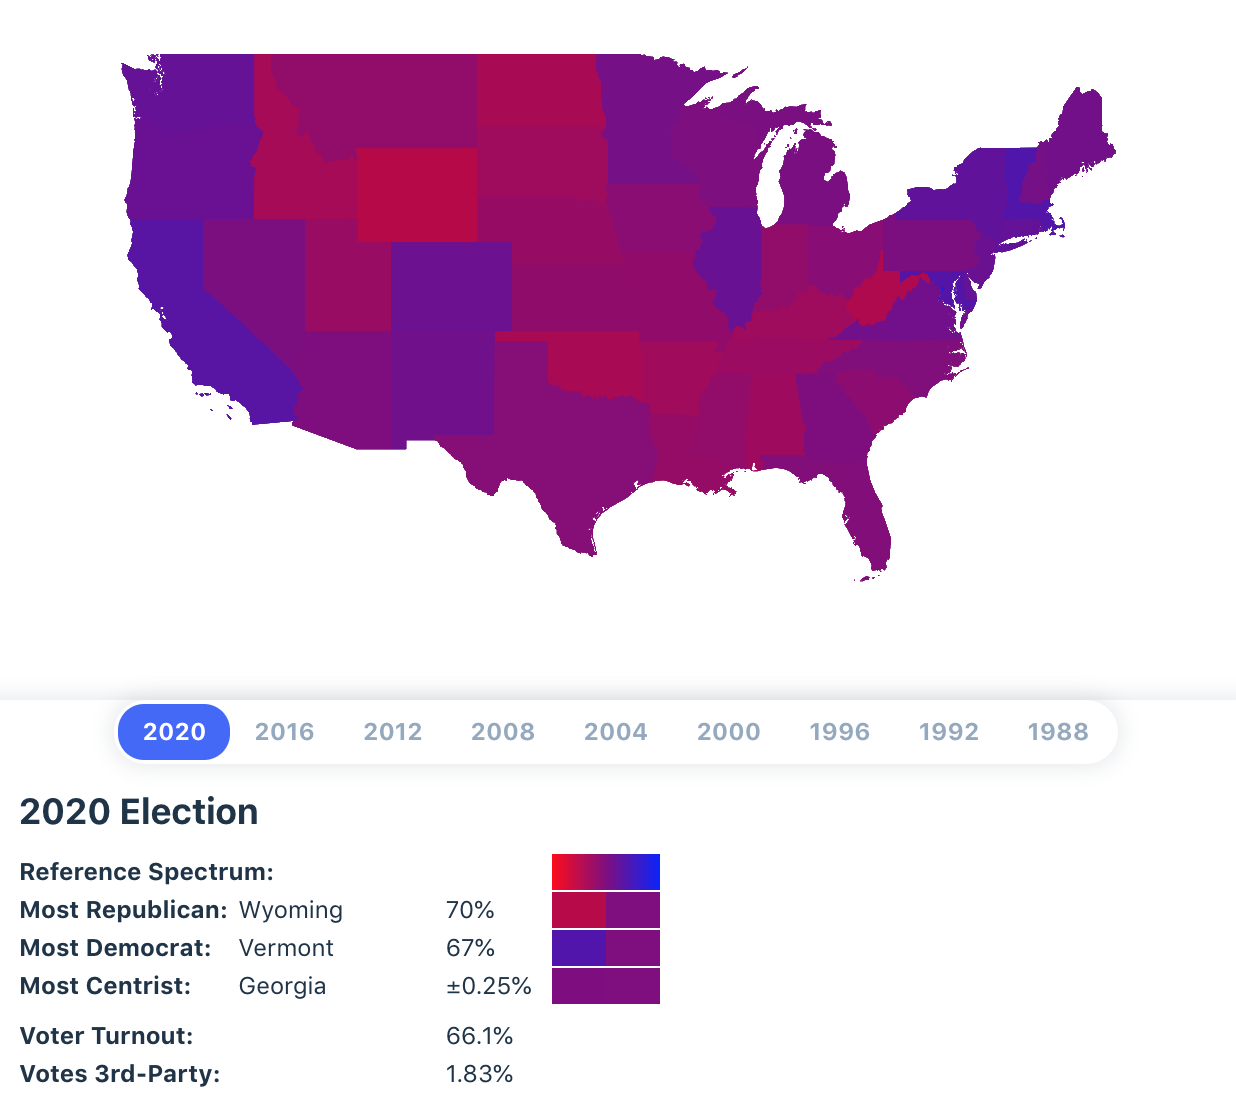 2020 2016 2012 2008 2004 2000 1996 1992 1988
2020 Election
Reference Spectrum:
Most Republican: Wyoming 70%
Most Democrat: Vermont 67%
Most Centrist: Georgia ±0.25%
Voter Turnout: 66.1%
Votes 3rd-Party: 1.83%